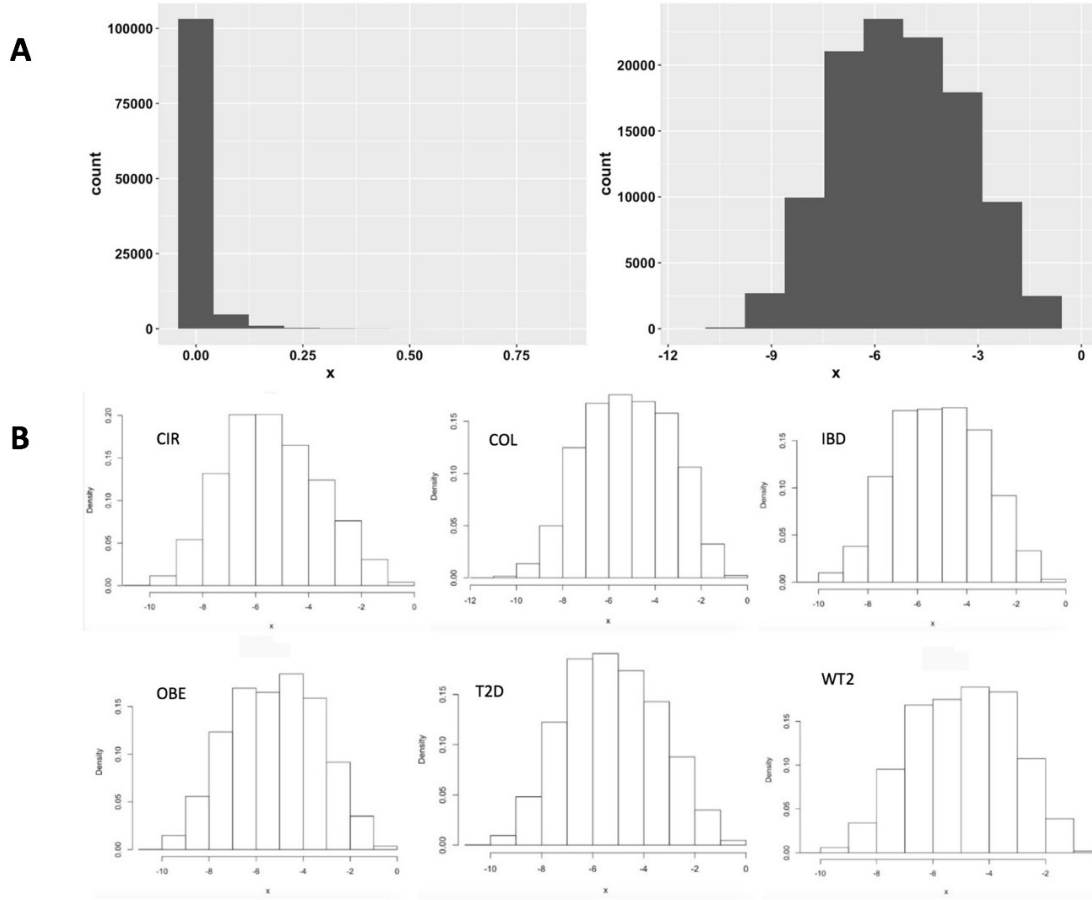 A
100000
75000
50000
25000
0
count
0.00 0.25 0.50 0.75
x
20000
15000
10000
5000
0
count
-12 -9 -6 -3 0
x
B
CIR
0.20
0.15
0.10
0.05
0.00
Density
-10 -8 -6 -4 -2 0
x
COL
0.15
0.10
0.05
0.00
Density
-12 -10 -8 -6 -4 -2 0
x
IBD
0.15
0.10
0.05
0.00
Density
-10 -8 -6 -4 -2 0
x
OBE
0.15
0.10
0.05
0.00
Density
-10 -8 -6 -4 -2 0
x
T2D
0.15
0.10
0.05
0.00
Density
-10 -8 -6 -4 -2 0
x
WT2
0.15
0.10
0.05
0.00
Density
-10 -8 -6 -4 -2
x